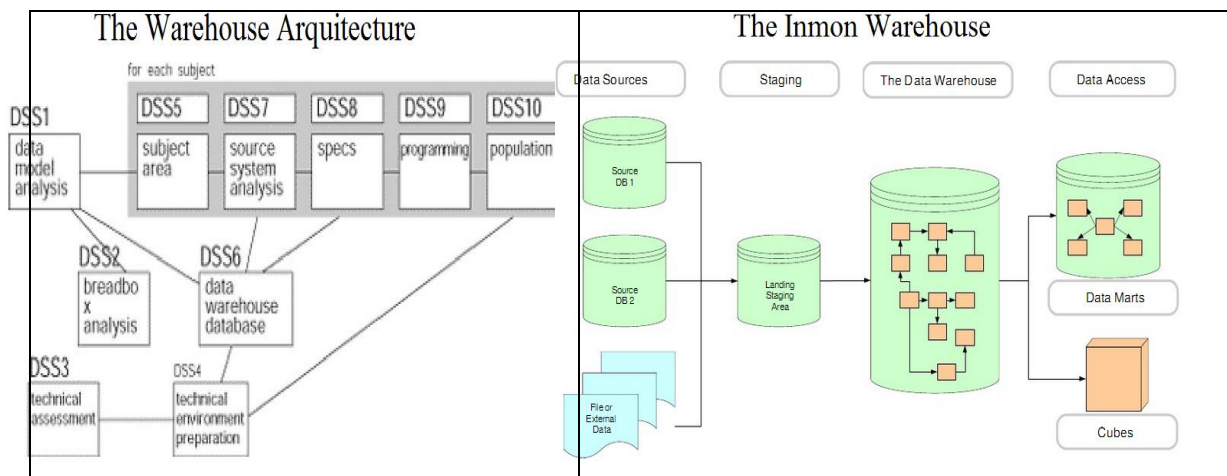 The Warehouse Arquitecture
for each subject
DSS5
DSS7
DSS8
DSS9
DSS10
DSS1
data
model
analysis
subject
area
source
system
analysis
specs
programming
population
DSS2
breadbo
x
analysis
DSS6
data
warehouse
database
DSS3
technical
assessment
DSS4
technical
environment
preparation
The Inmon Warehouse
Data Sources
Staging
The Data Warehouse
Data Access
Source
DB 1
Source
DB 2
File or
External
Data
Landing
Staging
Area
Data Marts
Cubes